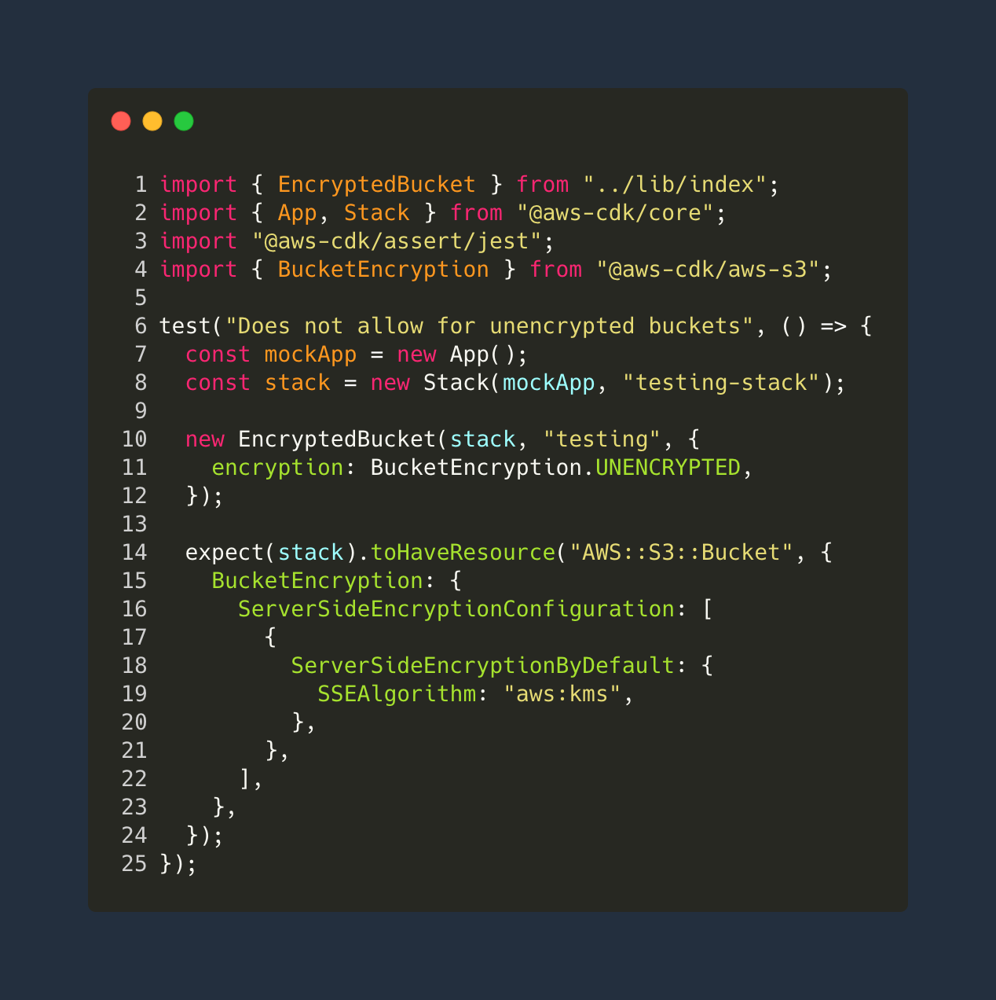 1 import { EncryptedBucket } from "../lib/index";
2 import { App, Stack } from "@aws-cdk/core";
3 import "@aws-cdk/assert/jest";
4 import { BucketEncryption } from "@aws-cdk/aws-s3";
5
6 test("Does not allow for unencrypted buckets", () => {
7   const mockApp = new App();
8   const stack = new Stack(mockApp, "testing-stack");
9
10   new EncryptedBucket(stack, "testing", {
11     encryption: BucketEncryption.UNENCRYPTED,
12   });
13
14   expect(stack).toHaveResource("AWS::S3::Bucket", {
15     BucketEncryption: {
16       ServerSideEncryptionConfiguration: [
17         {
18           ServerSideEncryptionByDefault: {
19             SSEAlgorithm: "aws:kms",
20           },
21         },
22       ],
23     },
24   });
25 });